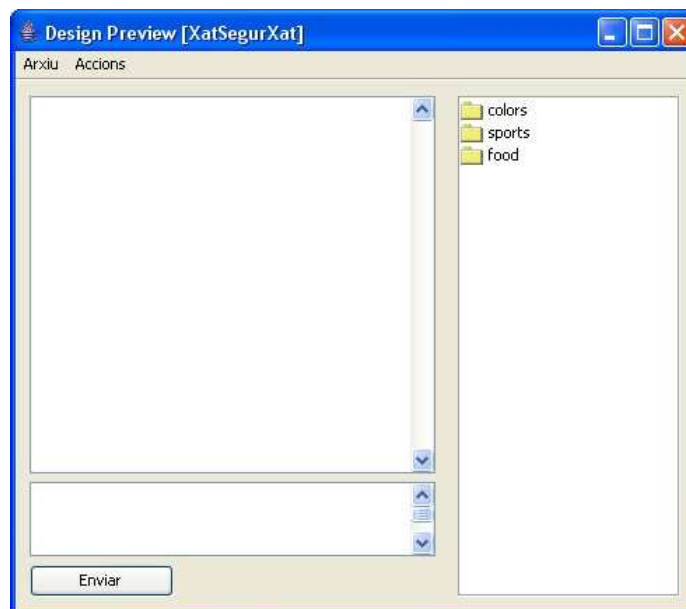 Design Preview [XatSegurXat]
Arxiu Accions
colors
sports
food
Enviar